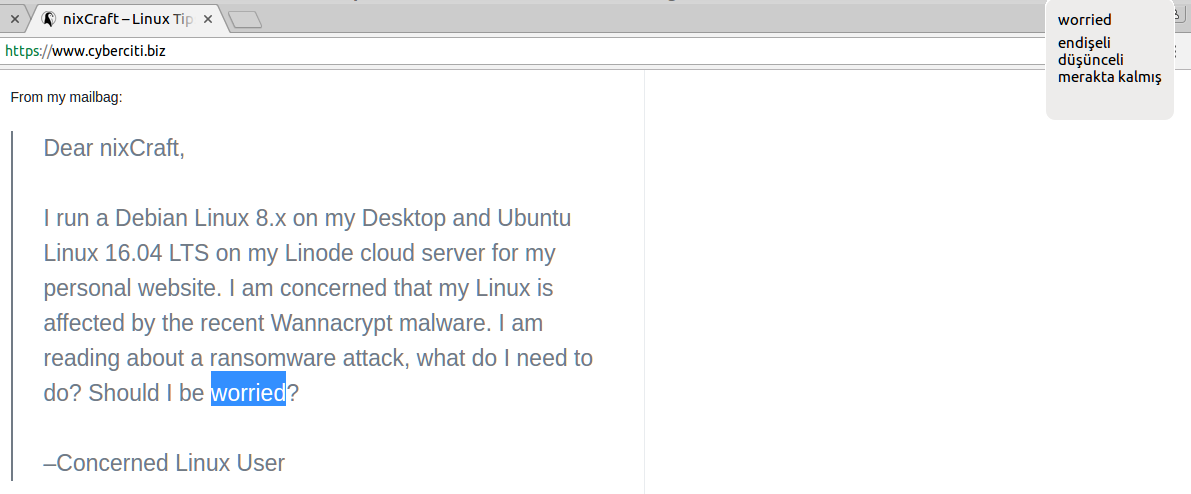 nixCraft – Linux Tip
https://www.cyberciti.biz
worried
endişeli
düşünceli
merakta kalmış
From my mailbag:
Dear nixCraft,
I run a Debian Linux 8.x on my Desktop and Ubuntu
Linux 16.04 LTS on my Linode cloud server for my
personal website. I am concerned that my Linux is
affected by the recent Wannacrypt malware. I am
reading about a ransomware attack, what do I need to
do? Should I be worried?
–Concerned Linux User